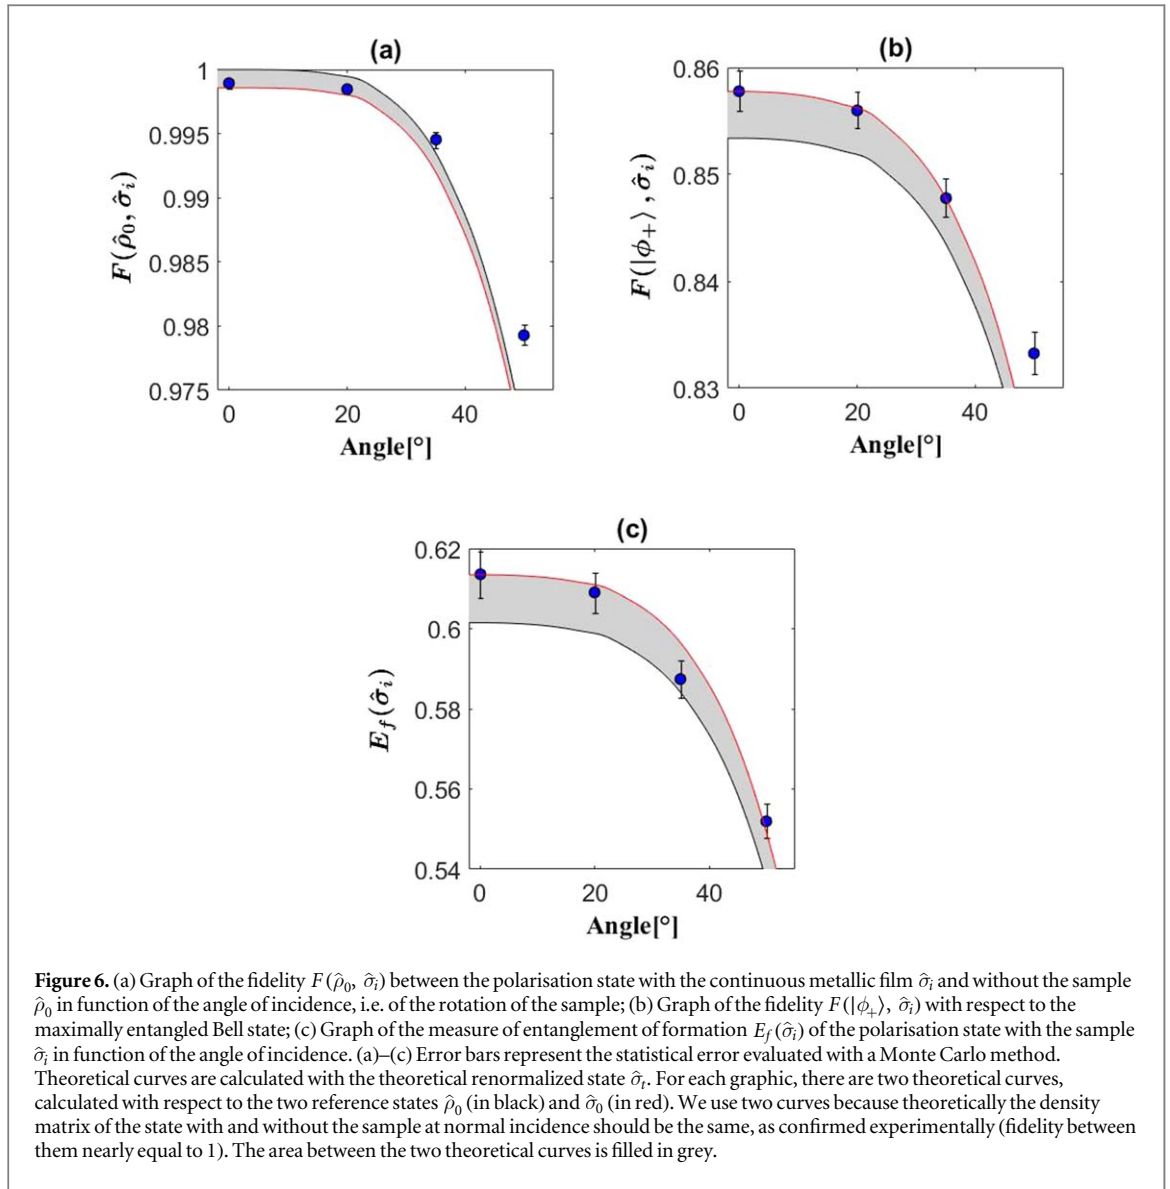 (a)
1
0.995
0.99
0.985
0.98
0.975
F(ρ̂₀, σ̂ᵢ)
0 20 40
Angle[°]
(b)
0.86
0.85
0.84
0.83
F(|ϕ₊⟩, σ̂ᵢ)
0 20 40
Angle[°]
(c)
0.62
0.6
0.58
0.56
0.54
E_f(σ̂ᵢ)
0 20 40
Angle[°]
Figure 6. (a) Graph of the fidelity F(ρ̂₀, σ̂ᵢ) between the polarisation state with the continuous metallic film σ̂ᵢ and without the sample
ρ̂₀ in function of the angle of incidence, i.e. of the rotation of the sample; (b) Graph of the fidelity F(|ϕ₊⟩, σ̂ᵢ) with respect to the
maximally entangled Bell state; (c) Graph of the measure of entanglement of formation E_f(σ̂ᵢ) of the polarisation state with the sample
σ̂ᵢ in function of the angle of incidence. (a)–(c) Error bars represent the statistical error evaluated with a Monte Carlo method.
Theoretical curves are calculated with the theoretical renormalized state σ̂ₜ. For each graphic, there are two theoretical curves,
calculated with respect to the two reference states ρ̂₀ (in black) and σ̂₀ (in red). We use two curves because theoretically the density
matrix of the state with and without the sample at normal incidence should be the same, as confirmed experimentally (fidelity between
them nearly equal to 1). The area between the two theoretical curves is filled in grey.